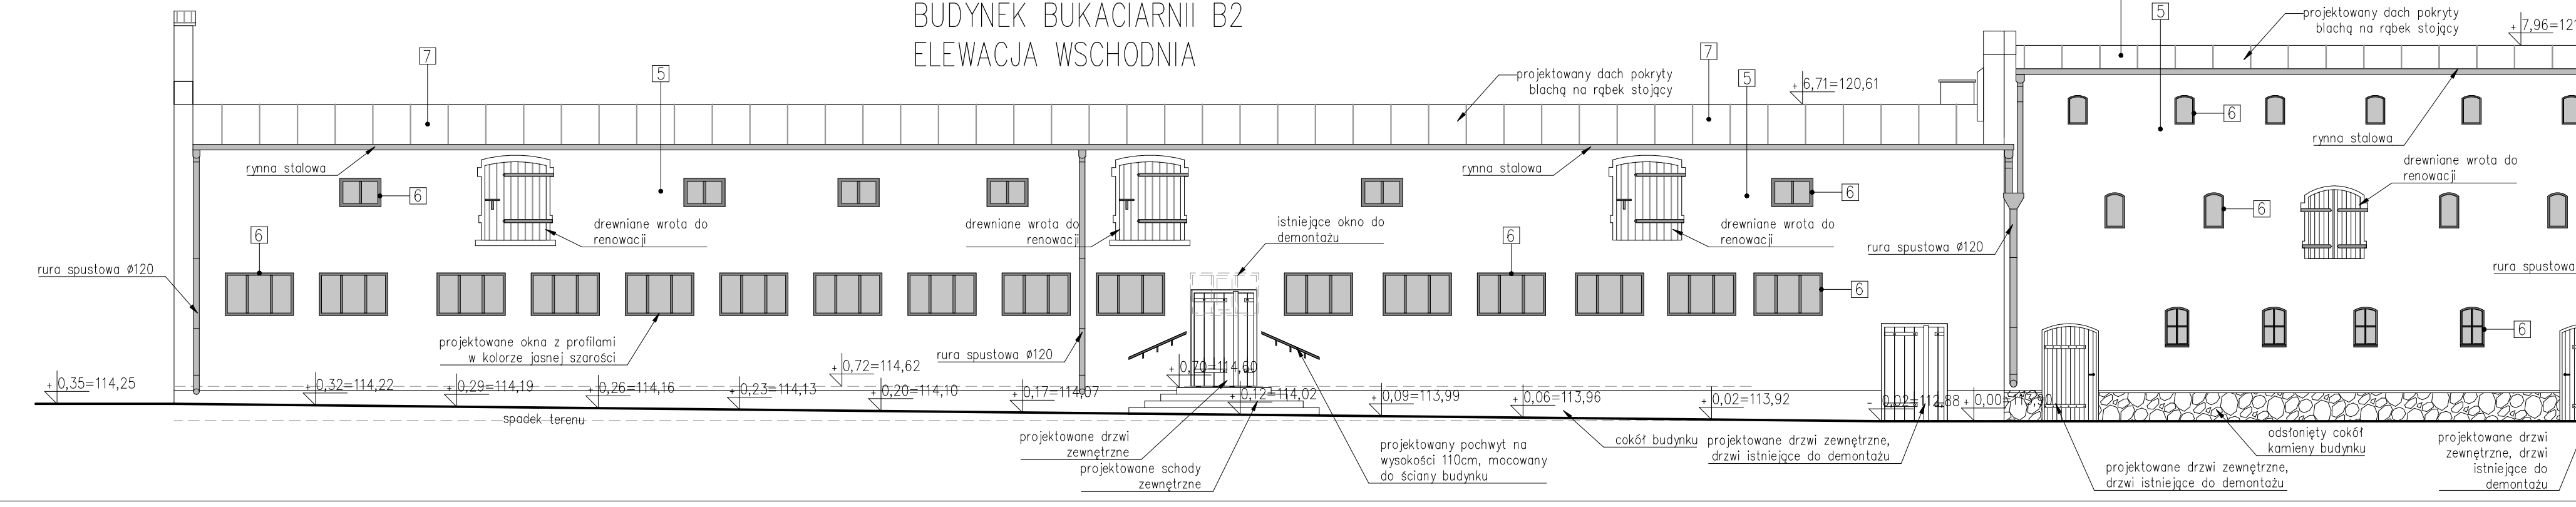 BUDYNEK BUKACIARNII B2
ELEWACJA WSCHODNIA
7
5
projektowany dach pokryty
blachą na rąbek stojący
7
5
+6,71=120,61
5
projektowany dach pokryty
blachą na rąbek stojący
rynna stalowa
6
6
drewniane wrota do
renowacji
drewniane wrota do
renowacji
istniejące okno do
demontażu
rynna stalowa
6
drewniane wrota do
renowacji
6
rura spustowa Ø120
6
rynna stalowa
drewniane wrota do
renowacji
6
rura spustowa
rura spustowa Ø120
6
6
projektowane okna z profilami
w kolorze jasnej szarości
rura spustowa Ø120
6
+0,35=114,25
+0,32=114,22
+0,29=114,19
+0,26=114,16
+0,23=114,13
+0,72=114,62
+0,20=114,10
+0,17=114,07
+0,70=114,60
+0,12=114,02
+0,09=113,99
+0,06=113,96
+0,02=113,92
spadek terenu
projektowane drzwi
zewnętrzne
projektowane schody
zewnętrzne
projektowany pochwyt na
wysokości 110cm, mocowany
do ściany budynku
cokół budynku
projektowane drzwi zewnętrzne,
drzwi istniejące do demontażu
projektowane drzwi zewnętrzne,
drzwi istniejące do demontażu
odsłonięty cokół
kamieny budynku
projektowane drzwi
zewnętrzne, drzwi
istniejące do
demontażu